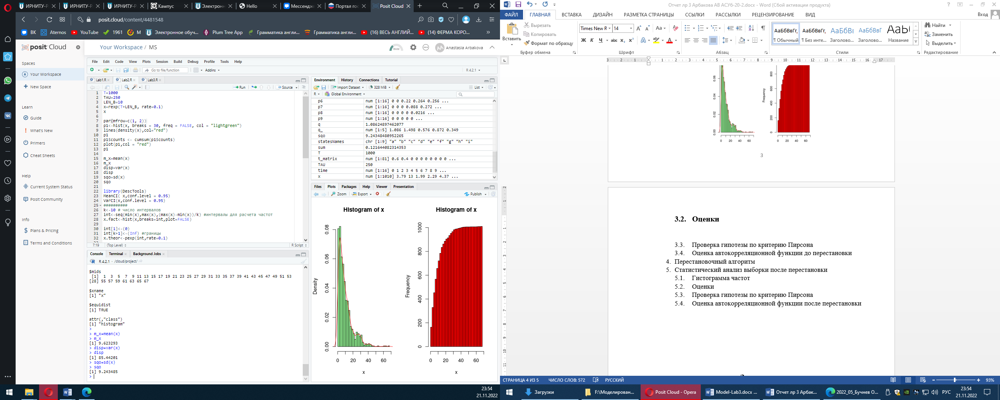 ИРНИТУ-Р
ИРНИТУ-Р
ИРНИТУ-Р
Кампус
Электронн
Hello
Мессендж
Портал гос
Posit Cloud
posit.cloud/content/4481548
ВК
Aternos
YouTube
1961
М
Электронное обуч...
Plum Tree App
Грамматика англи...
Грамматика англи...
(16) ВЕСЬ АНГЛИЙ...
(14) ФЕРМА КОРО...
posit Cloud
Spaces
Your Workspace
New Space
Learn
Guide
What's New
Primers
Cheat Sheets
Help
Current System Status
Posit Community
Info
Plans & Pricing
Terms and Conditions
Your Workspace / MS
RAM
AA Anastasia Arbakova
File Edit Code View Plots Session Build Debug Profile Tools Help
Go to file/function Addins
R 4.2.1
Lab1.R Lab2.R Lab3.R
Run Source
1 T=1000
2 TAU=250
3 LEN_B=10
4 x=rexp(T+LEN_B, rate=0.1)
5 x
6
7 par(mfrow=c(1, 2))
8 p1<-hist(x, breaks = 30, freq = FALSE, col = "lightgreen")
9 lines(density(x),col="red")
10 p1
11 p1$counts <- cumsum(p1$counts)
12 plot(p1,col = "red")
13 p1
14
15 m_x=mean(x)
16 m_x
17 disp=var(x)
18 disp
19 sqo=sd(x)
20 sqo
21
22 library(DescTools)
23 MeanCI( x,conf.level = 0.95)
24 VarCI(x,conf.level = 0.95)
25 ##########
26 k<-10 # число интервалов
27 int<-seq(min(x),max(x),(max(x)-min(x))/k) #интервалы для расчета частот
28 x.fact<-hist(x,breaks=int,plot=FALSE)
29
30 int[1]<-(0)
31 int[k+1]<-(Inf) #границы
32 x.theor<-pexp(int,rate=0.1)
7:19 (Top Level) R Script
Console Terminal Background Jobs
R 4.2.1 · /cloud/project/
$mids
[1] 1 3 5 7 9 11 13 15 17 19 21 23 25 27 29 31 33 35 37 39 41 43 45 47 49 51 53
[28] 55 57 59 61 63 65 67
$xname
[1] "x"
$equidist
[1] TRUE
attr(,"class")
[1] "histogram"
>
> m_x=mean(x)
> m_x
[1] 9.623293
> disp=var(x)
> disp
[1] 85.44201
> sqo=sd(x)
> sqo
[1] 9.243485
>
Environment History Connections Tutorial
Import Dataset 328 MiB List
R Global Environment
p6 num [1:16] 0 0 0.22 0.264 0.256 ...
p7 num [1:16] 0 0 0 0.088 0.272 ...
p8 num [1:16] 0 0 0 0 0.0216 ...
p9 num [1:16] 0 0 0 0 0 ...
q 1.08624897462077
q_ num [1:5] 1.086 1.498 0.576 0.872 0.349
sqo 9.24348480952265
statesNames chr [1:9] "a" "b" "c" "d" "e" "f" "g" "h" "i"
sum 0.121644082314353
T 1000
t_matrix num [1:81] 0.6 0.4 0 0 0 0 0 0 0 0 ...
TAU 250
time num [1:16] 0 1 2 3 4 5 6 7 8 9 ...
x num [1:1010] 3.79 13 1.99 2.29 4.37 ...
Files Plots Packages Help Viewer Presentation
Zoom Export Publish
Histogram of x
Density
0.00 0.02 0.04 0.06 0.08
0 20 40 60
x
Histogram of x
Frequency
0 200 400 600 800 1000
0 20 40 60
x
23:54
21.11.2022
Отчет лр 3 Арбакова АВ АСУб-20-2.docx - Word (Сбой активации продукта)
ФАЙЛ ГЛАВНАЯ ВСТАВКА ДИЗАЙН РАЗМЕТКА СТРАНИЦЫ ССЫЛКИ РАССЫЛКИ РЕЦЕНЗИРОВАНИЕ ВИД
Вход
Вставить
Вырезать
Копировать
Формат по образцу
Буфер обмена
Times New R 14
Ж К Ч abc x₂ x²
Шрифт
Абзац
АаБбВвГг, АаБбВвГг, АаБбВ АаБбВвГ АаЬ
¶ Обычный ¶ Без инте... Заголово... Заголово... Название
Стили
Найти
Заменить
Выделить
Редактирование
3 2 1 1 2 3 4 5 6 7 8 9 10 11 12 13 14 15 16 17
0.00 0.02 0.04 0.06
0 20 40 60
Frequency
0 200 400 600 800
0 20 40 60
3
3.2. Оценки
3.3. Проверка гипотезы по критерию Пирсона
3.4. Оценка автокорреляционной функции до перестановки
4. Перестановочный алгоритм
5. Статистический анализ выборки после перестановки
5.1. Гистограмма частот
5.2. Оценки
5.3. Проверка гипотезы по критерию Пирсона
5.4. Оценка автокорреляционной функции после перестановки
СТРАНИЦА 4 ИЗ 5 ЧИСЛО СЛОВ: 572 РУССКИЙ
93%
Загрузки
F:\Моделирован...
Posit Cloud - Opera
Model-Lab3.docx ...
Отчет лр 3 Арбак...
2022_05_Бучнев О...
РУС
23:54
21.11.2022